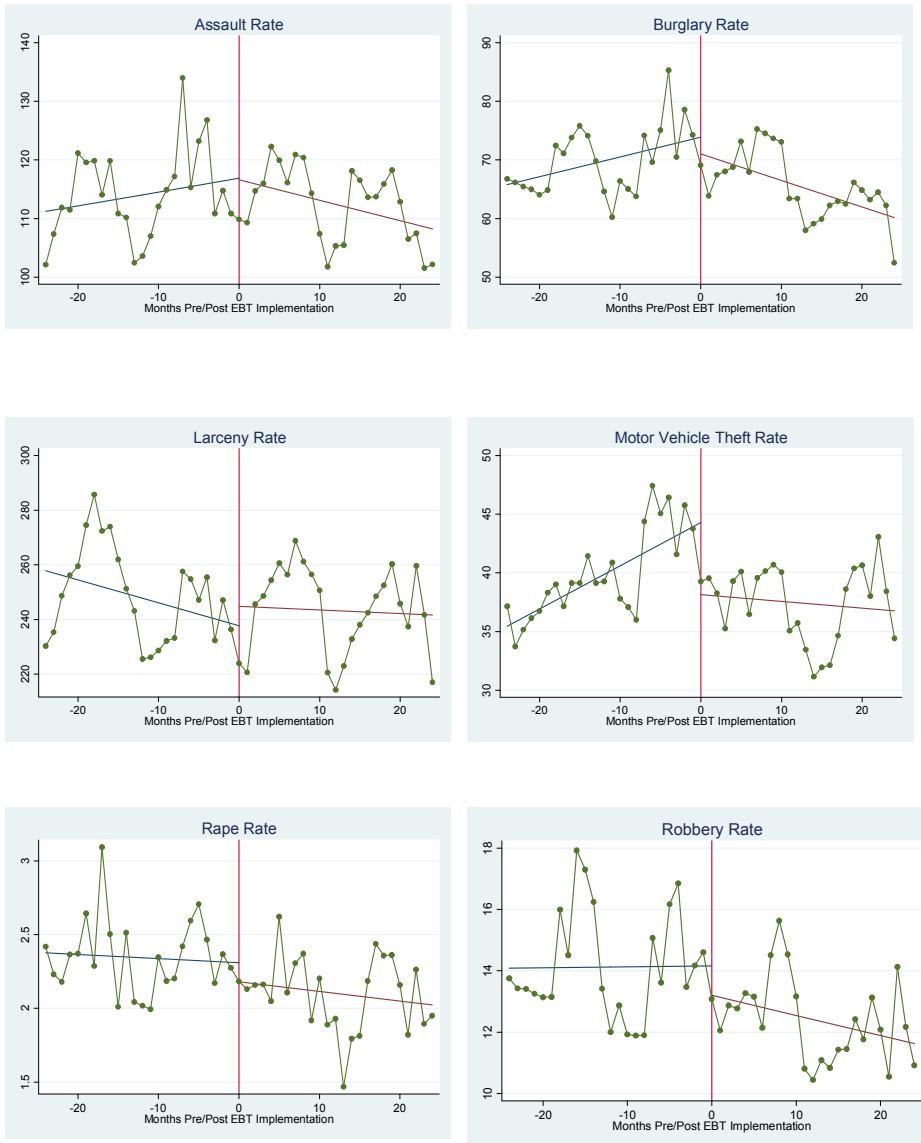 Assault Rate
140
130
120
110
100
-20 -10 0 10 20
Months Pre/Post EBT Implementation
Burglary Rate
90
80
70
60
50
-20 -10 0 10 20
Months Pre/Post EBT Implementation
Larceny Rate
300
280
260
240
220
-20 -10 0 10 20
Months Pre/Post EBT Implementation
Motor Vehicle Theft Rate
50
45
40
35
30
-20 -10 0 10 20
Months Pre/Post EBT Implementation
Rape Rate
3
2.5
2
1.5
-20 -10 0 10 20
Months Pre/Post EBT Implementation
Robbery Rate
18
16
14
12
10
-20 -10 0 10 20
Months Pre/Post EBT Implementation